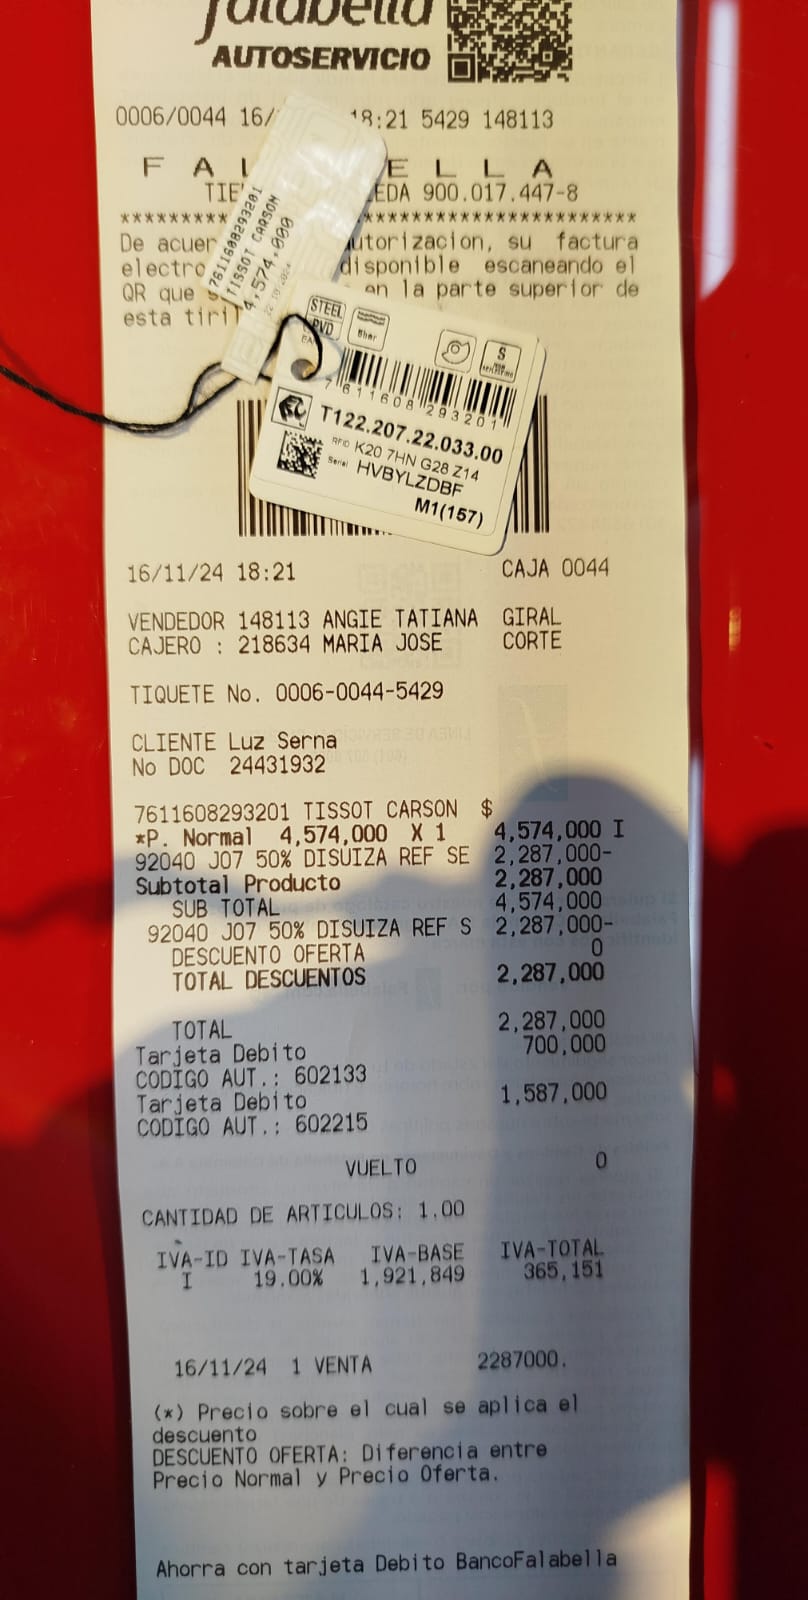 falabella
AUTOSERVICIO
0006/0044 16/ 18:21 5429 148113
F A L ELLA
TIE EDA 900.017.447-8
************************************
De acuer utorizacion, su factura
electro disponible escaneando el
QR que s en la parte superior de
esta tiril
7611608293201
TISSOT CARSON
4,574,000
STEEL
PVD
5bar
S
7 611608 293201
T122.207.22.033.00
RFID K20 7HN G28 Z14
Serial HVBYLZDBF
M1(157)
16/11/24 18:21 CAJA 0044
VENDEDOR 148113 ANGIE TATIANA GIRAL
CAJERO : 218634 MARIA JOSE CORTE
TIQUETE No. 0006-0044-5429
CLIENTE Luz Serna
No DOC 24431932
7611608293201 TISSOT CARSON $
*P. Normal 4,574,000 X 1 4,574,000 I
92040 J07 50% DISUIZA REF SE 2,287,000-
Subtotal Producto 2,287,000
SUB TOTAL 4,574,000
92040 J07 50% DISUIZA REF S 2,287,000-
DESCUENTO OFERTA 0
TOTAL DESCUENTOS 2,287,000
TOTAL 2,287,000
Tarjeta Debito 700,000
CODIGO AUT.: 602133
Tarjeta Debito 1,587,000
CODIGO AUT.: 602215
VUELTO 0
CANTIDAD DE ARTICULOS: 1.00
IVA-ID IVA-TASA IVA-BASE IVA-TOTAL
I 19.00% 1,921,849 365,151
16/11/24 1 VENTA 2287000.
(*) Precio sobre el cual se aplica el
descuento
DESCUENTO OFERTA: Diferencia entre
Precio Normal y Precio Oferta.
Ahorra con tarjeta Debito BancoFalabella